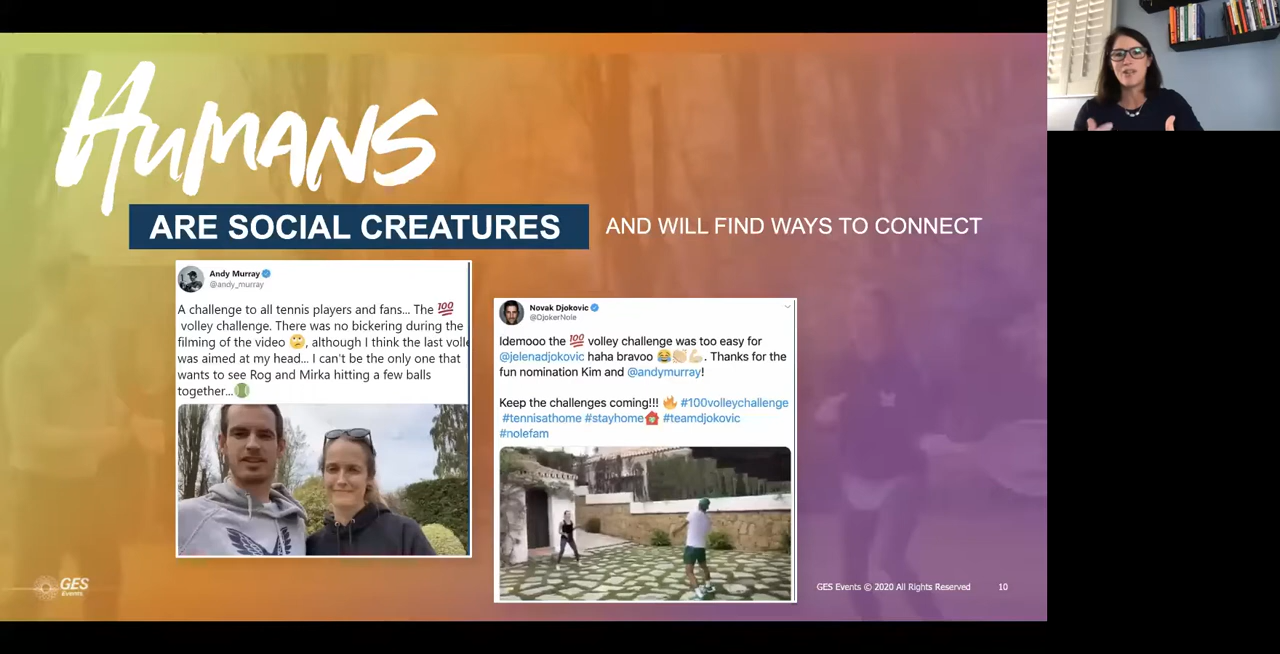 HUMANS
ARE SOCIAL CREATURES
AND WILL FIND WAYS TO CONNECT
Andy Murray
@andy_murray
A challenge to all tennis players and fans... The 💯
volley challenge. There was no bickering during the
filming of the video 🙄, although I think the last voll
was aimed at my head... I can't be the only one that
wants to see Rog and Mirka hitting a few balls
together...🎾
Novak Djokovic
@DjokerNole
Idemooo the 💯 volley challenge was too easy for
@jelenadjokovic haha bravoo 😂👏🏻💪🏼. Thanks for the
fun nomination Kim and @andymurray!
Keep the challenges coming!!! 🔥 #100volleychallenge
#tennisathome #stayhome🏠 #teamdjokovic
#nolefam
GES
Events
GES Events © 2020 All Rights Reserved
10